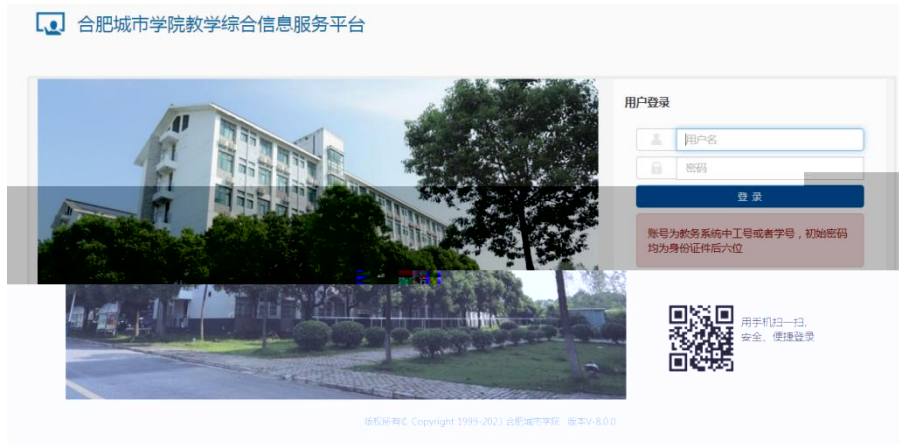 合肥城市学院教学综合信息服务平台
用户登录
用户名
密码
登 录
账号为教务系统中工号或者学号，初始密码
均为身份证件后六位
用手机扫一扫,
安全、便捷登录
版权所有© Copyright 1999-2023 合肥城市学院 版本V-8.0.0